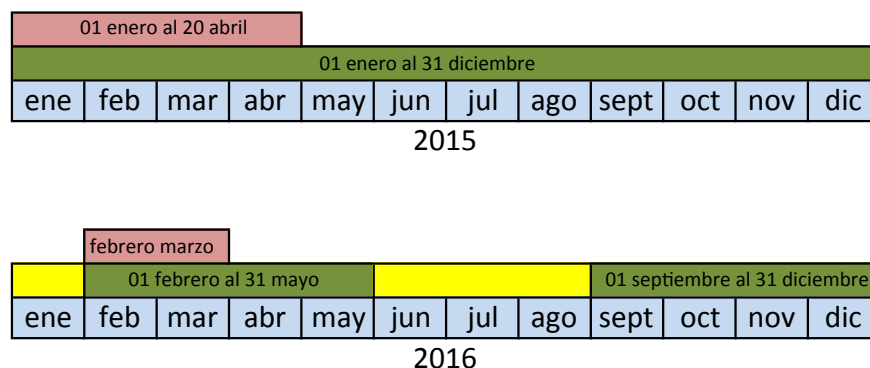 01 enero al 20 abril
01 enero al 31 diciembre
ene feb mar abr may jun jul ago sept oct nov dic
2015
febrero marzo
01 febrero al 31 mayo 01 septiembre al 31 diciembre
ene feb mar abr may jun jul ago sept oct nov dic
2016